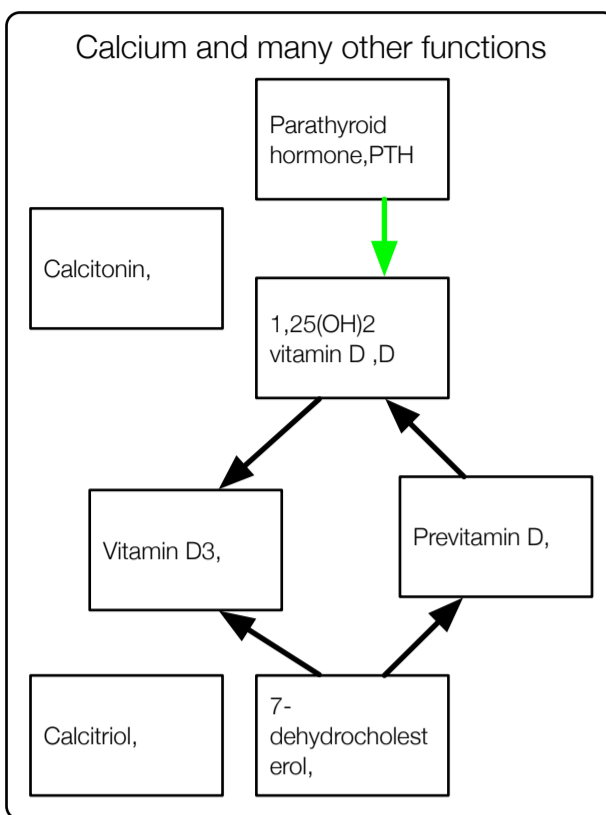 Calcium and many other functions
Parathyroid
hormone,PTH
Calcitonin,
1,25(OH)2
vitamin D ,D
Vitamin D3,
Previtamin D,
Calcitriol,
7-
dehydrocholest
erol,